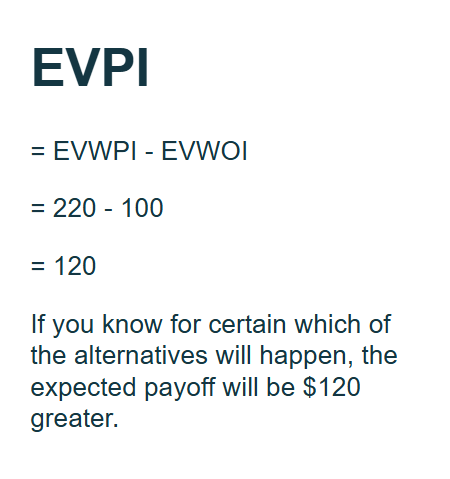 EVPI
= EVWPI - EVWOI
= 220 - 100
= 120
If you know for certain which of
the alternatives will happen, the
expected payoff will be $120
greater.